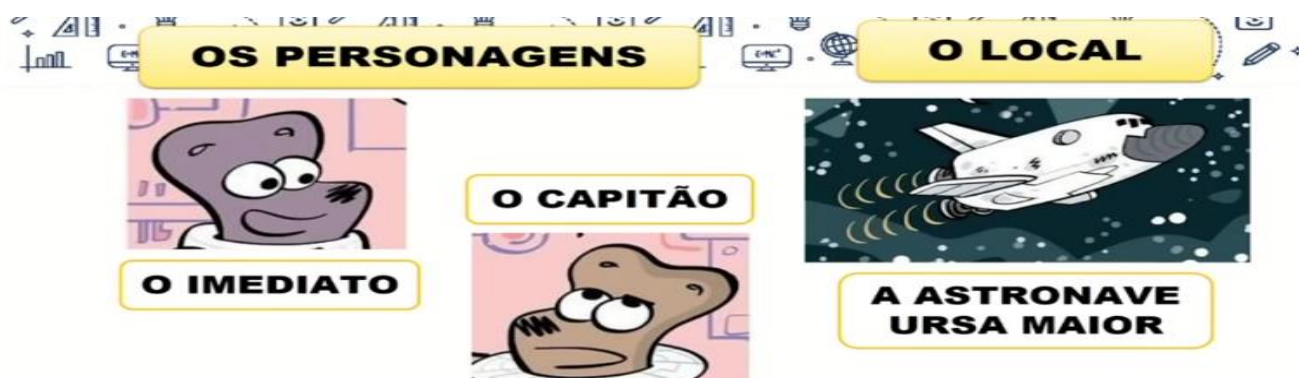 OS PERSONAGENS
O LOCAL
O IMEDIATO
O CAPITÃO
A ASTRONAVE
URSA MAIOR